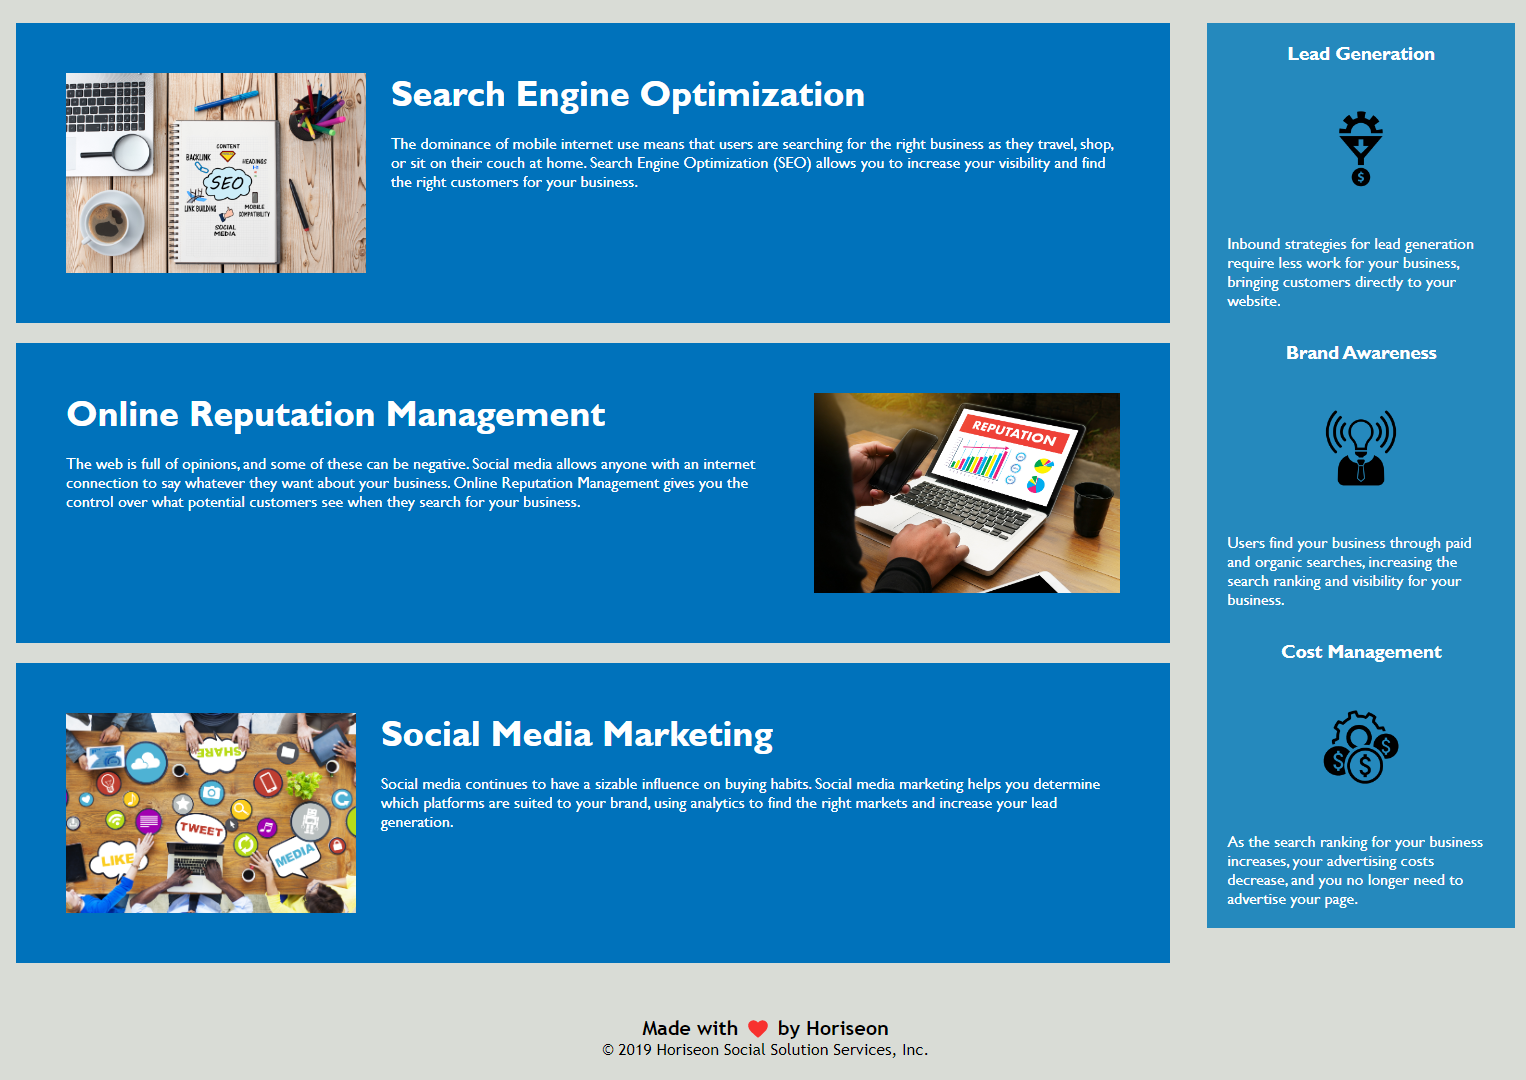 Search Engine Optimization
The dominance of mobile internet use means that users are searching for the right business as they travel, shop,
or sit on their couch at home. Search Engine Optimization (SEO) allows you to increase your visibility and find
the right customers for your business.
CONTENT
BACKLINK
HEADINGS
SEO
LINK BUILDING
MOBILE
COMPATIBILITY
SOCIAL
MEDIA
Online Reputation Management
The web is full of opinions, and some of these can be negative. Social media allows anyone with an internet
connection to say whatever they want about your business. Online Reputation Management gives you the
control over what potential customers see when they search for your business.
REPUTATION
Social Media Marketing
Social media continues to have a sizable influence on buying habits. Social media marketing helps you determine
which platforms are suited to your brand, using analytics to find the right markets and increase your lead
generation.
SHARE
TWEET
LIKE
MEDIA
Lead Generation
Inbound strategies for lead generation
require less work for your business,
bringing customers directly to your
website.
Brand Awareness
Users find your business through paid
and organic searches, increasing the
search ranking and visibility for your
business.
Cost Management
As the search ranking for your business
increases, your advertising costs
decrease, and you no longer need to
advertise your page.
Made with ❤️ by Horiseon
© 2019 Horiseon Social Solution Services, Inc.